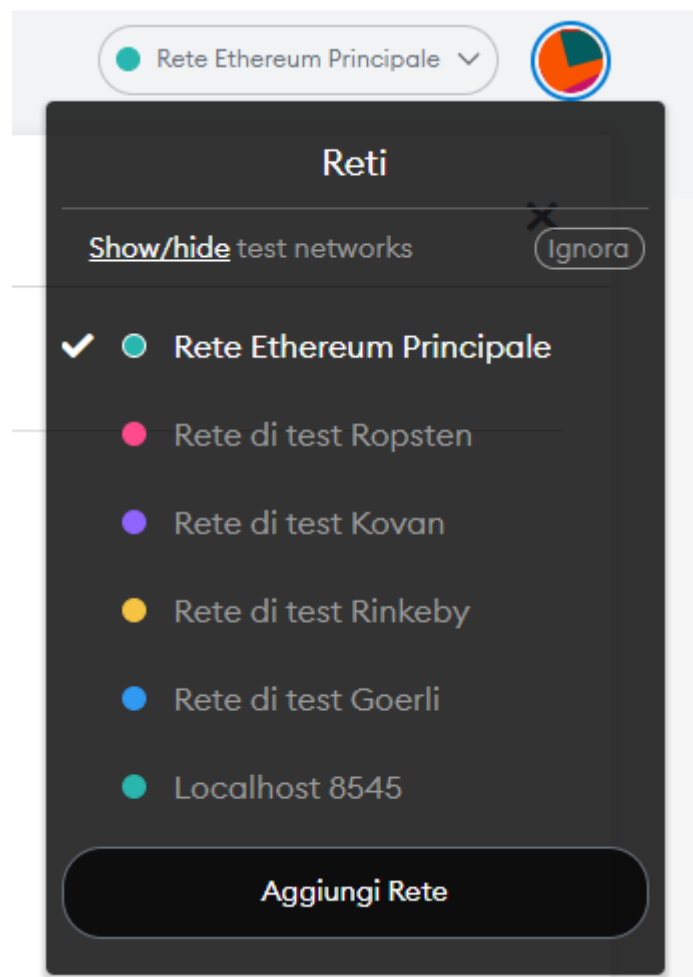 Rete Ethereum Principale
Reti
Show/hide test networks
Ignora
Rete Ethereum Principale
Rete di test Ropsten
Rete di test Kovan
Rete di test Rinkeby
Rete di test Goerli
Localhost 8545
Aggiungi Rete